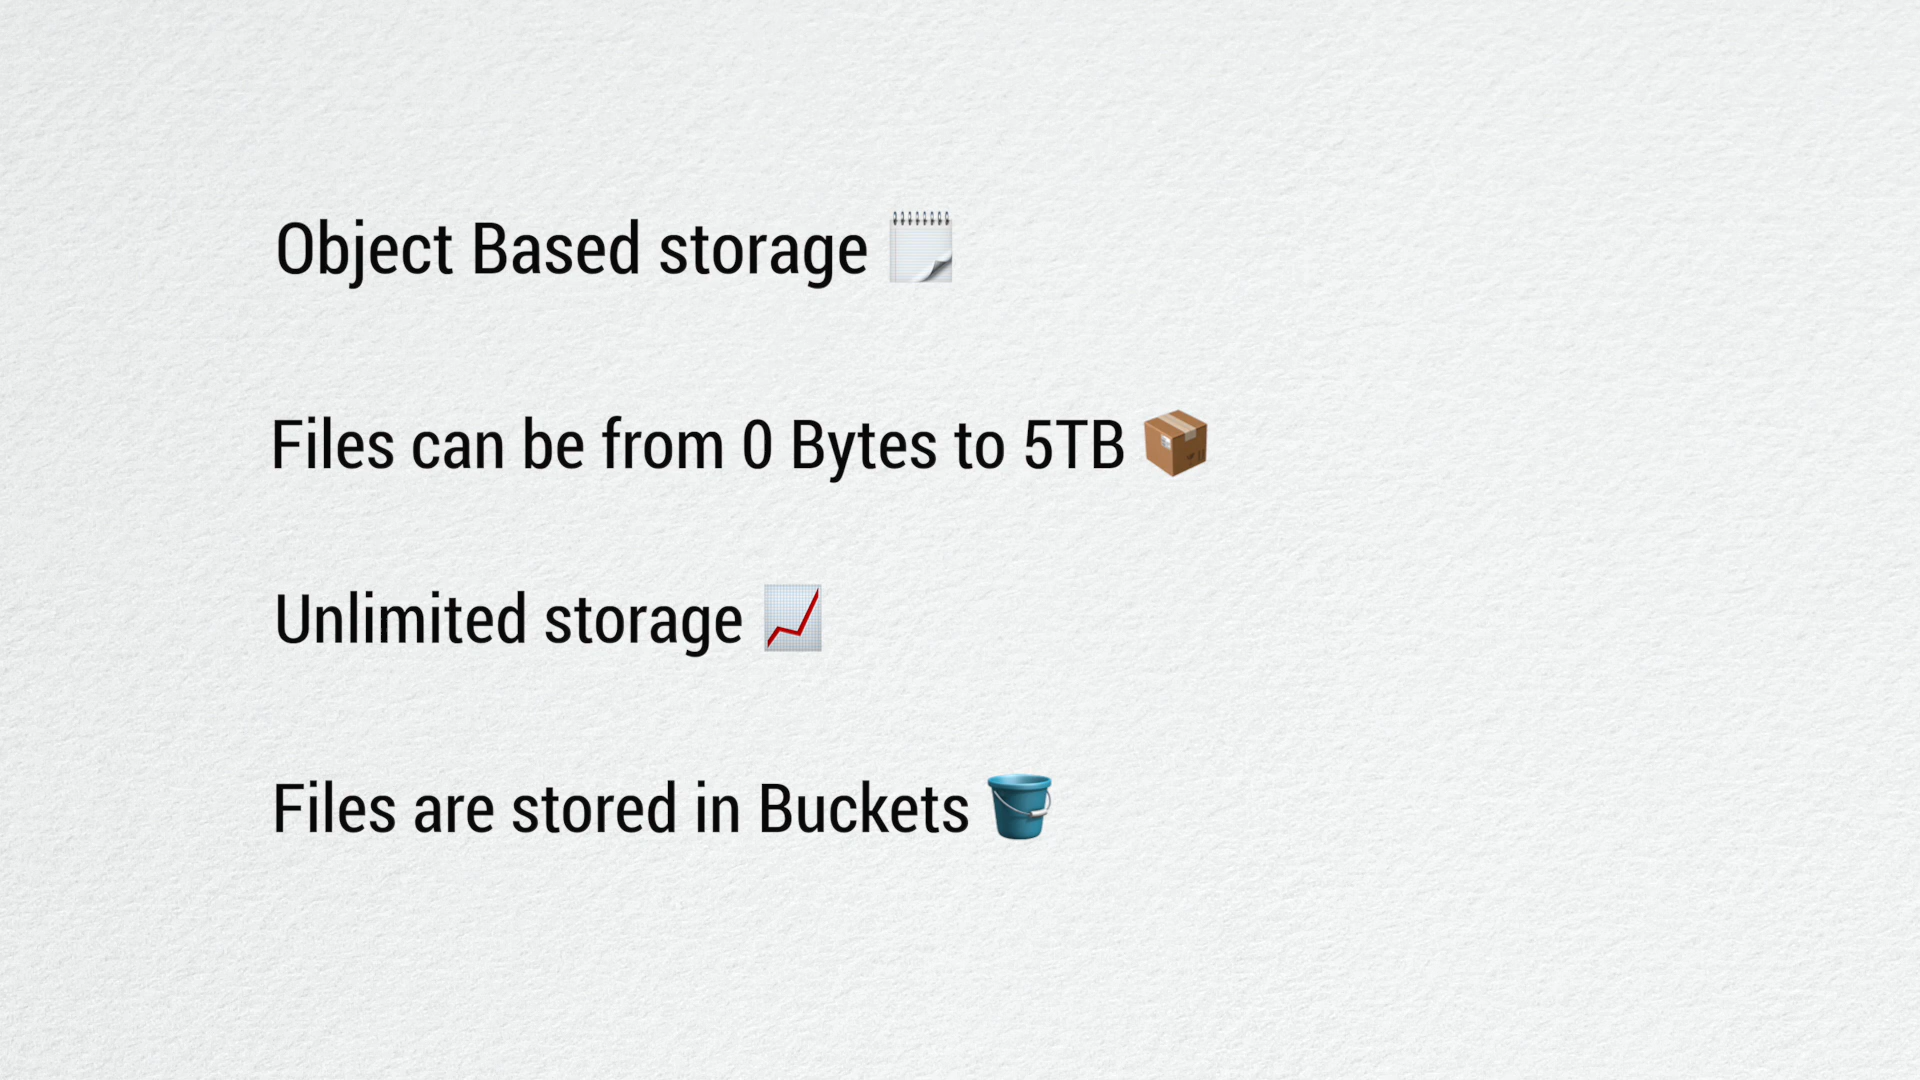 Object Based storage 🗒️
Files can be from 0 Bytes to 5TB 📦
Unlimited storage 📈
Files are stored in Buckets 🪣